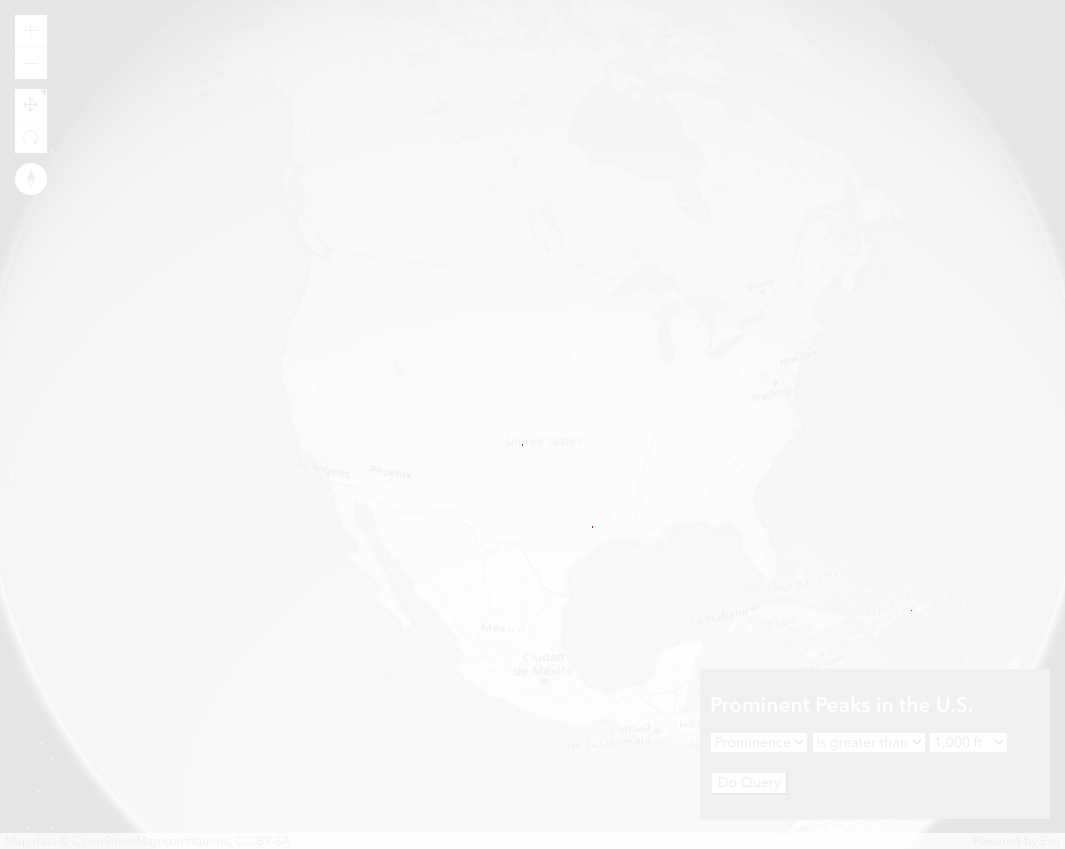 Ottawa
New York
Washington
United States
Los Angeles
Phoenix
The Bahamas
La Habana
Cuba
México
Ciudad
de México
Ciudad
de Guatemala
Prominent Peaks in the U.S.
Prominence is greater than 1,000 ft
Do Query
Map data © OpenStreetMap contributors, CC-BY-SA
Powered by Esri